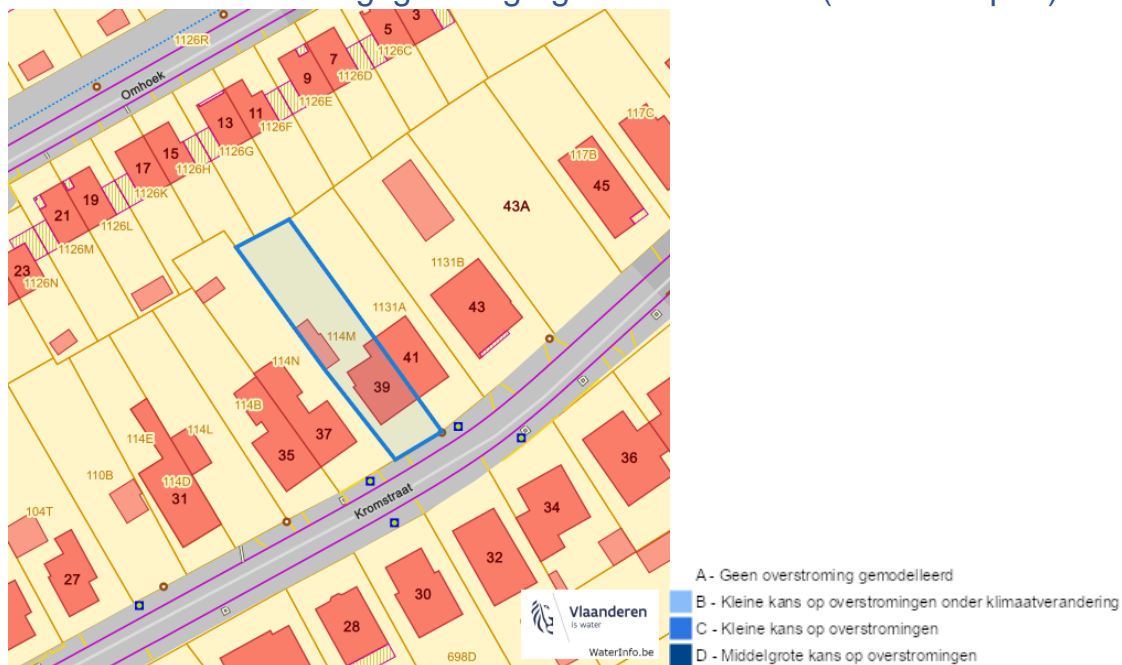 1126R
5
3
1126C
Omhoek
7
9
1126D
1126E
13
11
1126F
117C
1126G
17
15
1126H
117B
45
1126K
21
19
43A
1126L
1126M
23
1126N
1131B
43
1131A
114M
41
114N
39
114B
37
36
35
114E
114L
110B
114D
31
Kromstraat
34
104T
32
27
30
28
698D
Vlaanderen
is water
WaterInfo.be
A - Geen overstroming gemodelleerd
B - Kleine kans op overstromingen onder klimaatverandering
C - Kleine kans op overstromingen
D - Middelgrote kans op overstromingen